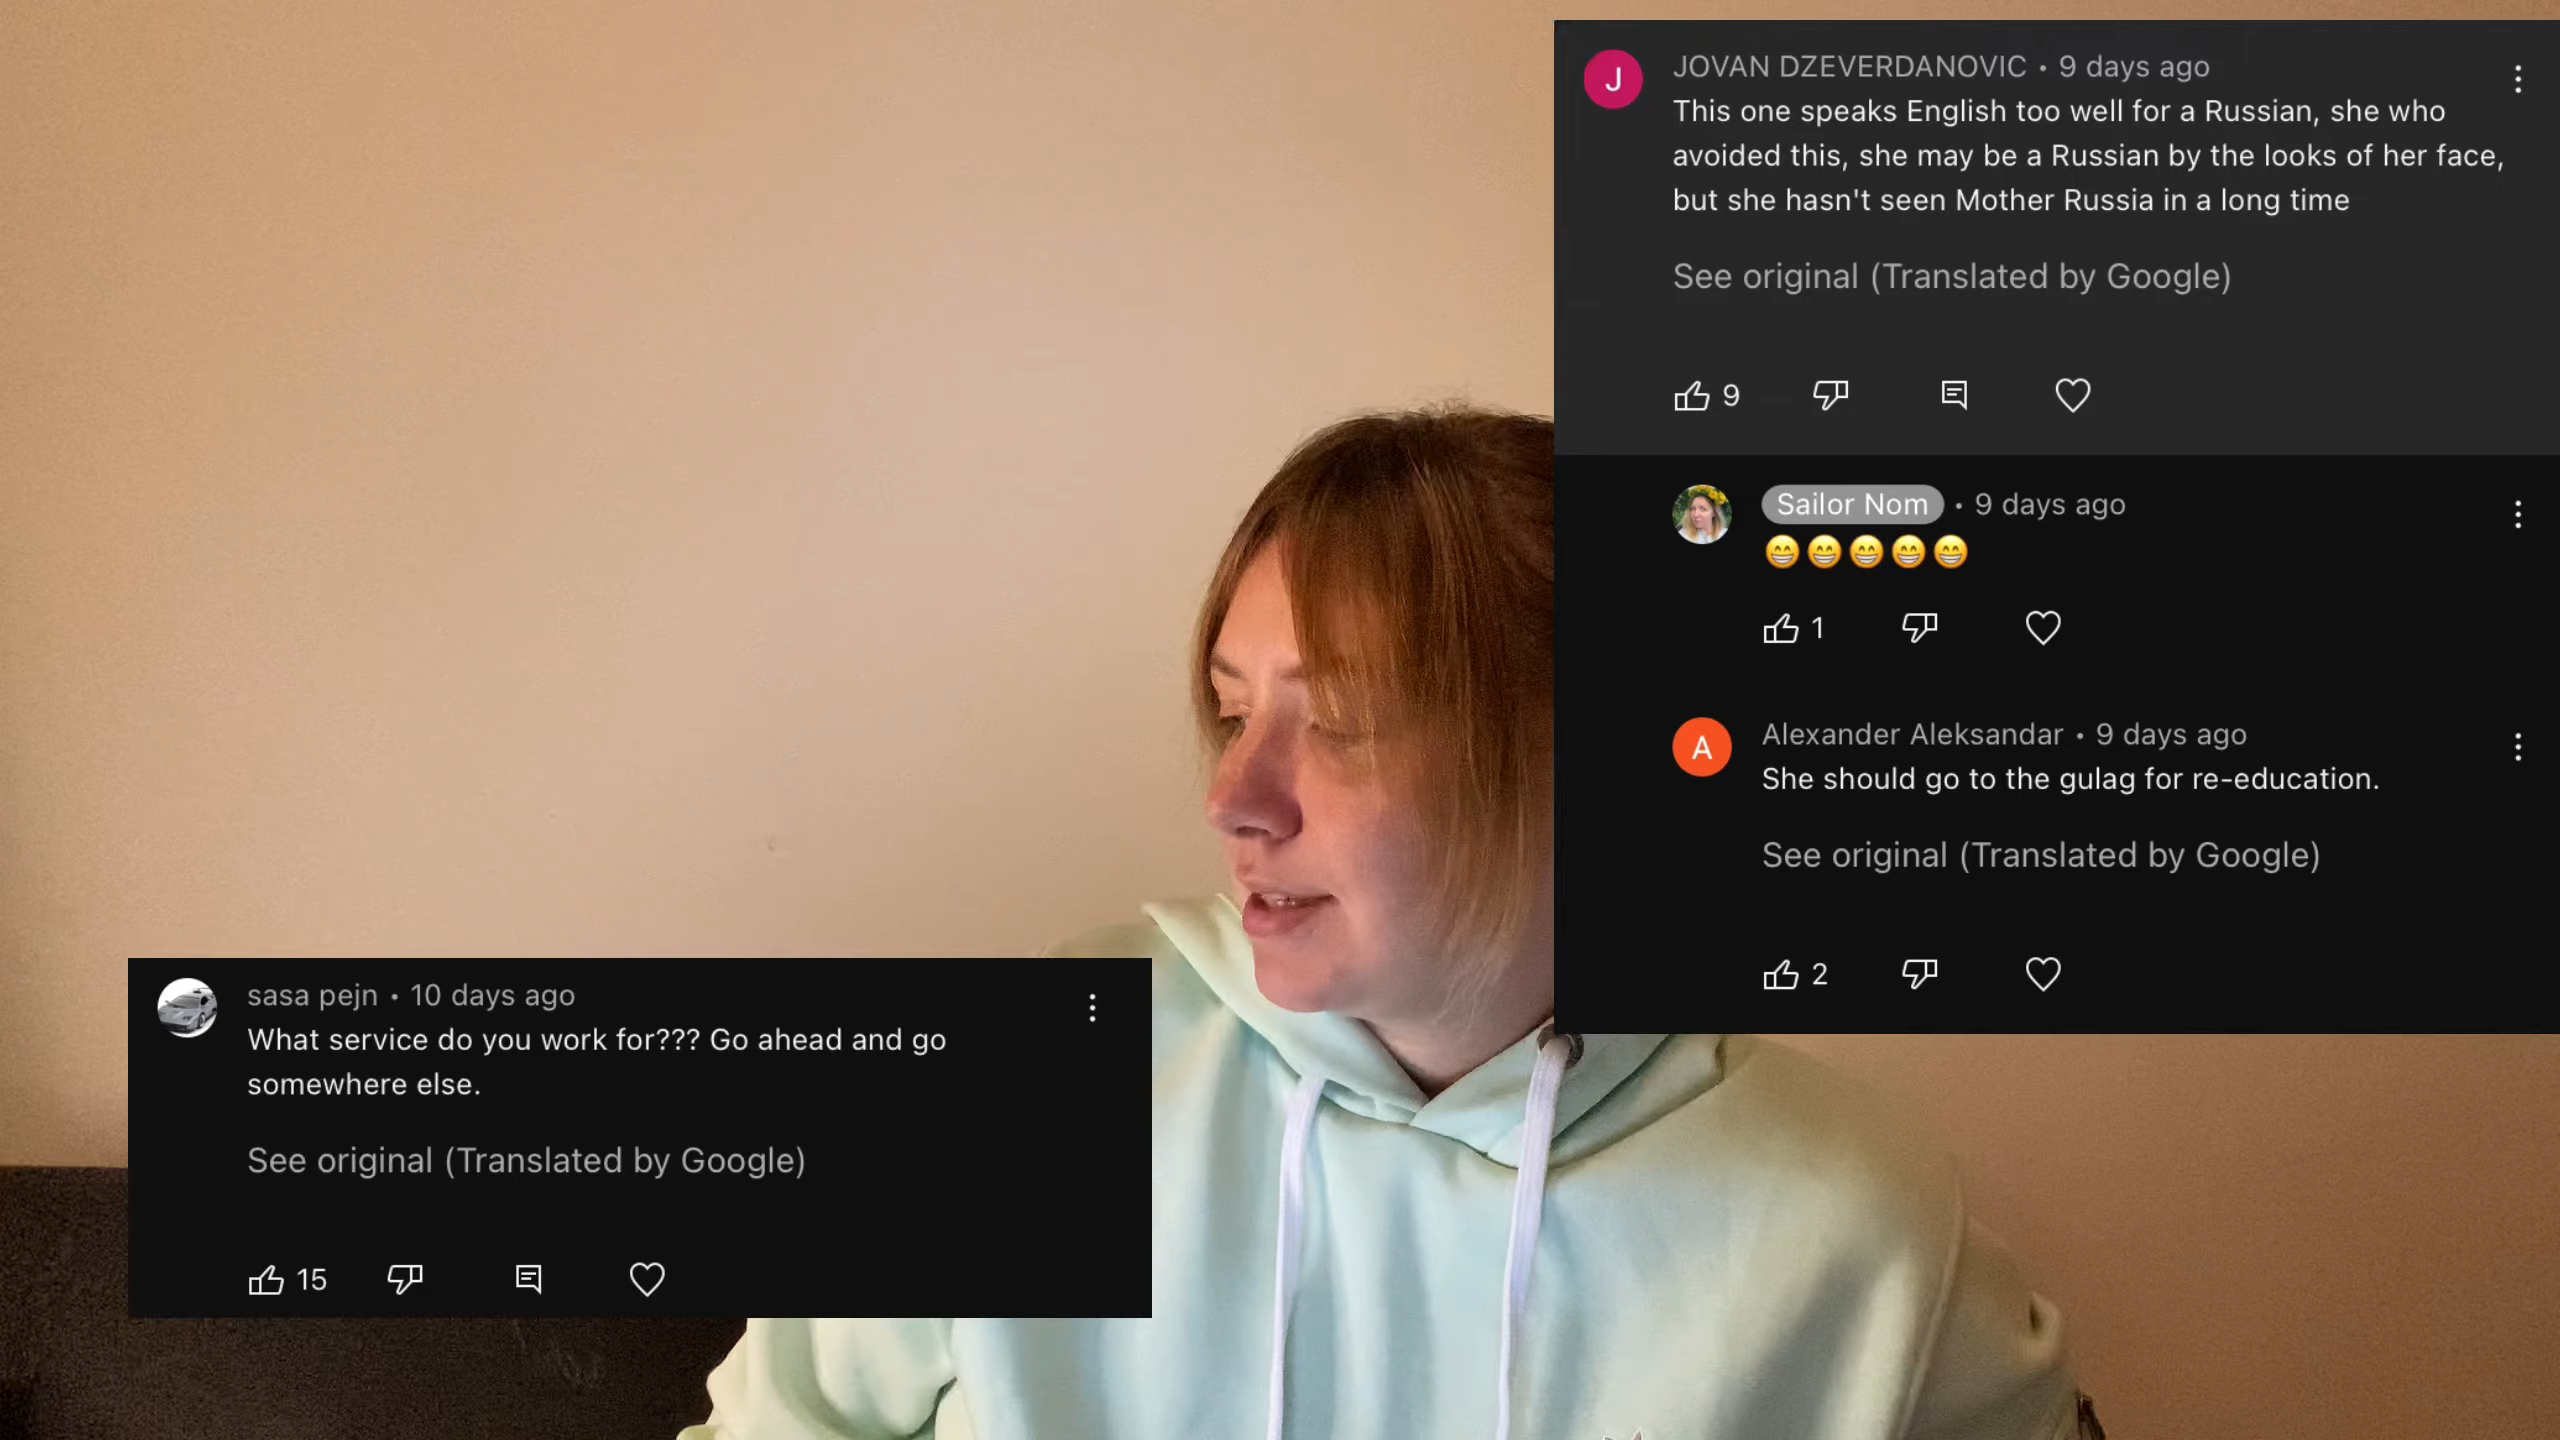 J
JOVAN DZEVERDANOVIC • 9 days ago
This one speaks English too well for a Russian, she who
avoided this, she may be a Russian by the looks of her face,
but she hasn't seen Mother Russia in a long time
See original (Translated by Google)
9
Sailor Nom • 9 days ago
😁😁😁😁😁
1
A
Alexander Aleksandar • 9 days ago
She should go to the gulag for re-education.
See original (Translated by Google)
2
sasa pejn • 10 days ago
What service do you work for??? Go ahead and go
somewhere else.
See original (Translated by Google)
15